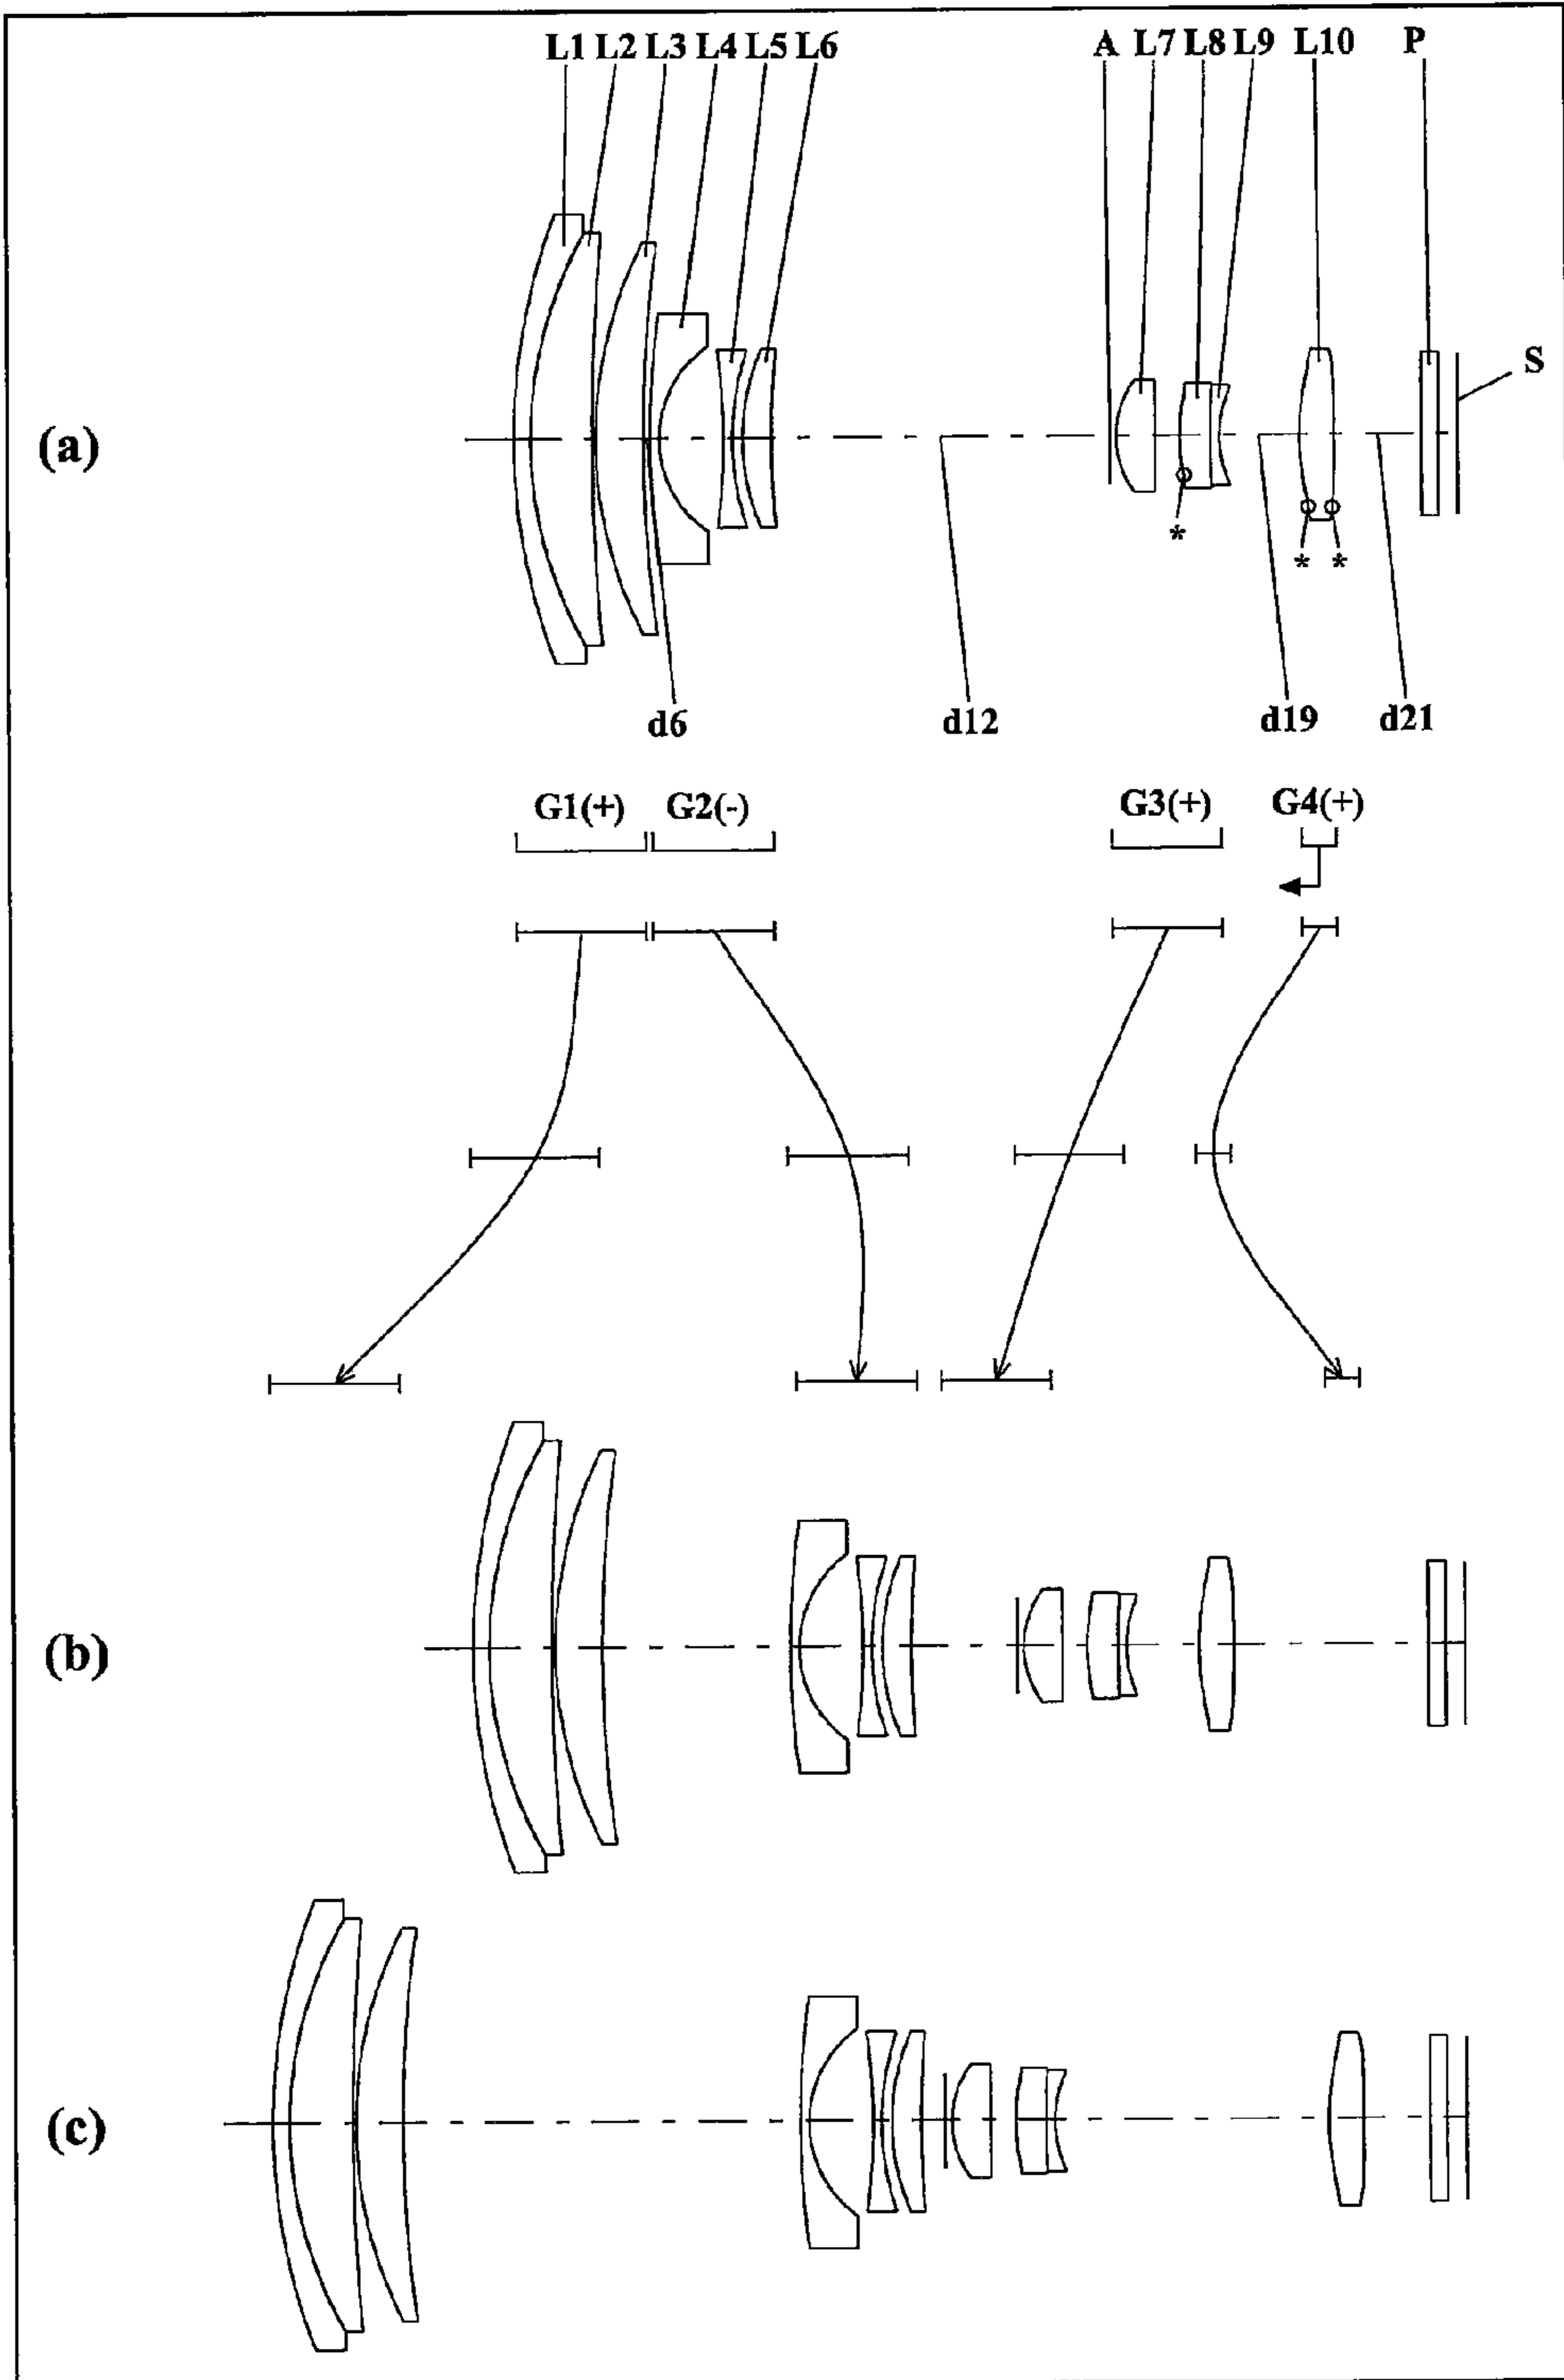 L1 L2 L3 L4 L5 L6 A L7 L8 L9 L10 P
S
(a)
* * *
d6 d12 d19 d21
G1(+) G2(-) G3(+) G4(+)
(b)
(c)